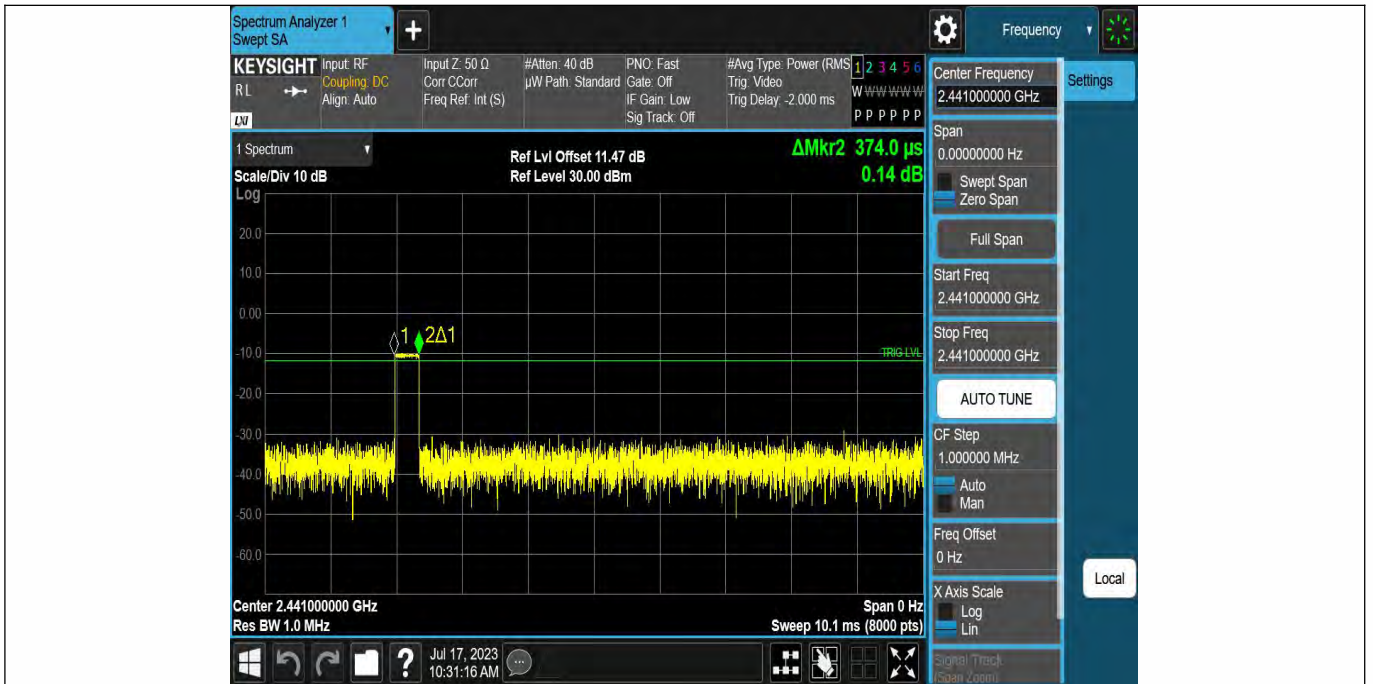 Spectrum Analyzer 1
Swept SA
+
Frequency
KEYSIGHT
RL
LXI
Input: RF
Coupling: DC
Align: Auto
Input Z: 50 Ω
Corr CCorr
Freq Ref: Int (S)
#Atten: 40 dB
µW Path: Standard
PNO: Fast
Gate: Off
IF Gain: Low
Sig Track: Off
#Avg Type: Power (RMS
Trig: Video
Trig Delay: -2.000 ms
1 2 3 4 5 6
W W W W W W
P P P P P P
1 Spectrum
Scale/Div 10 dB
Log
Ref Lvl Offset 11.47 dB
Ref Level 30.00 dBm
ΔMkr2 374.0 µs
0.14 dB
20.0
10.0
0.00
-10.0
-20.0
-30.0
-40.0
-50.0
-60.0
1
2Δ1
TRIG LVL
Center 2.441000000 GHz
Res BW 1.0 MHz
Span 0 Hz
Sweep 10.1 ms (8000 pts)
Center Frequency
2.441000000 GHz
Settings
Span
0.00000000 Hz
Swept Span
Zero Span
Full Span
Start Freq
2.441000000 GHz
Stop Freq
2.441000000 GHz
AUTO TUNE
CF Step
1.000000 MHz
Auto
Man
Freq Offset
0 Hz
X Axis Scale
Log
Lin
Signal Track
(Span Zoom)
Local
?
Jul 17, 2023
10:31:16 AM